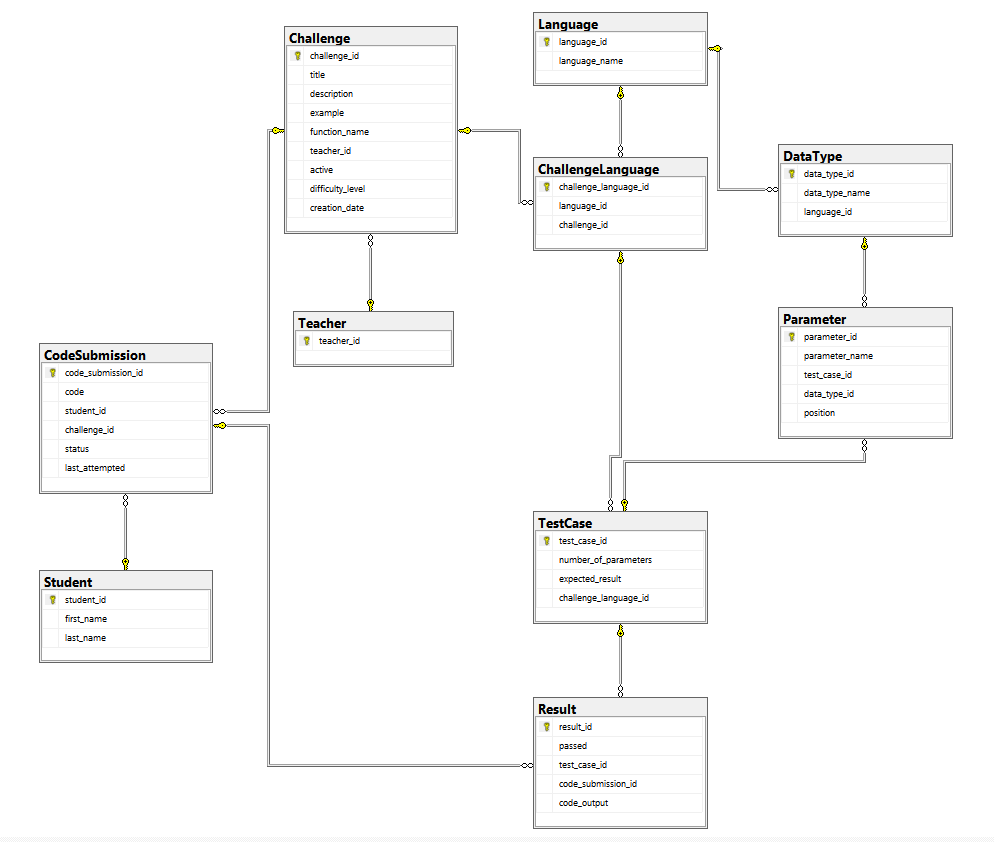 Challenge
challenge_id
title
description
example
function_name
teacher_id
active
difficulty_level
creation_date
Language
language_id
language_name
ChallengeLanguage
challenge_language_id
language_id
challenge_id
DataType
data_type_id
data_type_name
language_id
Teacher
teacher_id
Parameter
parameter_id
parameter_name
test_case_id
data_type_id
position
CodeSubmission
code_submission_id
code
student_id
challenge_id
status
last_attempted
TestCase
test_case_id
number_of_parameters
expected_result
challenge_language_id
Student
student_id
first_name
last_name
Result
result_id
passed
test_case_id
code_submission_id
code_output